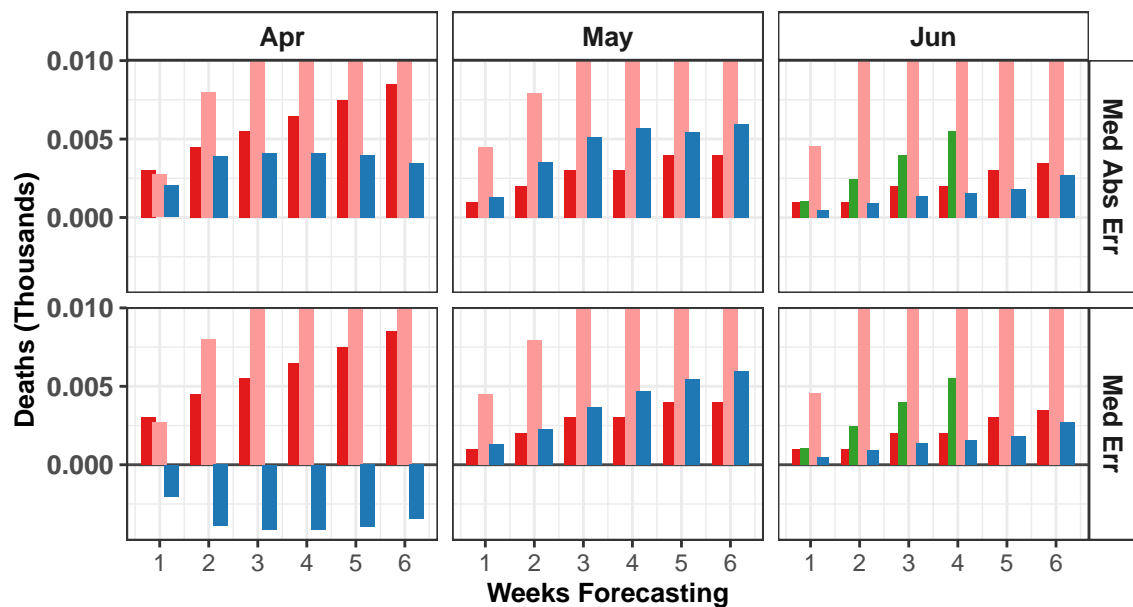 Apr May Jun
0.010
0.005
0.000
Med Abs Err
0.010
0.005
0.000
Med Err
Deaths (Thousands)
1 2 3 4 5 6 1 2 3 4 5 6 1 2 3 4 5 6
Weeks Forecasting